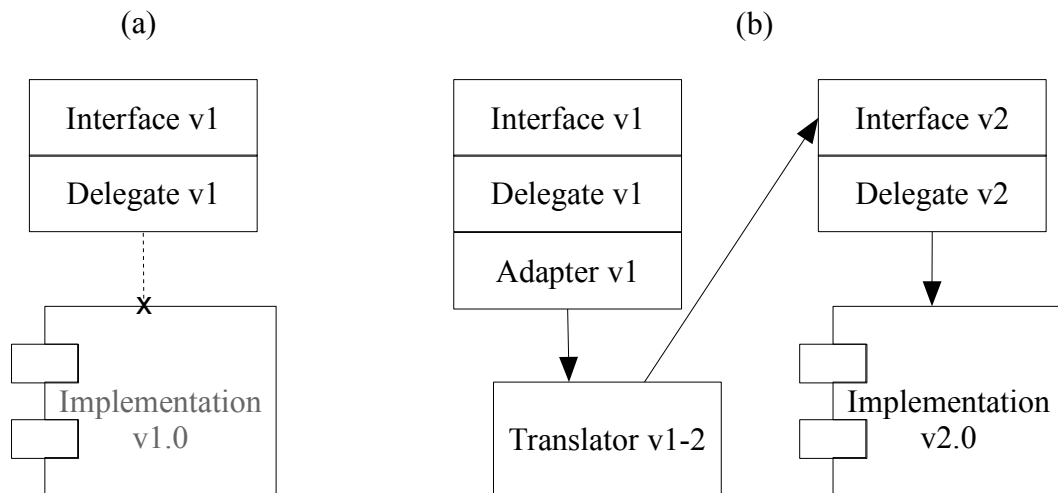 (a)
Interface v1
Delegate v1
x
Implementation
v1.0
(b)
Interface v1
Delegate v1
Adapter v1
Translator v1-2
Interface v2
Delegate v2
Implementation
v2.0